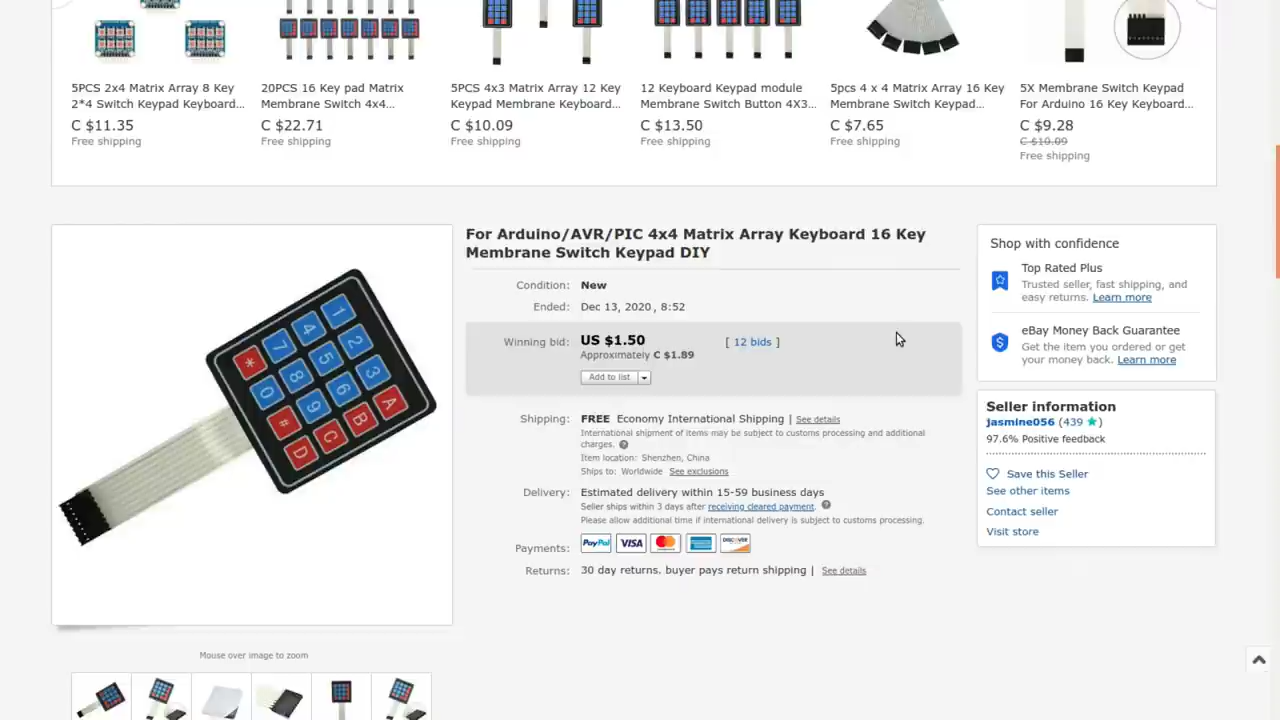 5PCS 2x4 Matrix Array 8 Key
2*4 Switch Keypad Keyboard...
C $11.35
Free shipping
20PCS 16 Key pad Matrix
Membrane Switch 4x4...
C $22.71
Free shipping
5PCS 4x3 Matrix Array 12 Key
Keypad Membrane Keyboard...
C $10.09
Free shipping
12 Keyboard Keypad module
Membrane Switch Button 4X3...
C $13.50
Free shipping
5pcs 4 x 4 Matrix Array 16 Key
Membrane Switch Keypad...
C $7.65
Free shipping
5X Membrane Switch Keypad
For Arduino 16 Key Keyboard...
C $9.28
C $10.09
Free shipping
1 2 3 A
4 5 6 B
7 8 9 C
* 0 # D
Mouse over image to zoom
For Arduino/AVR/PIC 4x4 Matrix Array Keyboard 16 Key
Membrane Switch Keypad DIY
Condition: New
Ended: Dec 13, 2020 , 8:52
Winning bid: US $1.50 [ 12 bids ]
Approximately C $1.89
Add to list
Shipping: FREE Economy International Shipping | See details
International shipment of items may be subject to customs processing and additional
charges. ?
Item location: Shenzhen, China
Ships to: Worldwide See exclusions
Delivery: Estimated delivery within 15-59 business days
Seller ships within 3 days after receiving cleared payment. ?
Please allow additional time if international delivery is subject to customs processing.
Payments: PayPal VISA MasterCard AMERICAN EXPRESS DISCOVER
Returns: 30 day returns. buyer pays return shipping | See details
Shop with confidence
Top Rated Plus
Trusted seller, fast shipping, and
easy returns. Learn more
eBay Money Back Guarantee
Get the item you ordered or get
your money back. Learn more
Seller information
jasmine056 (439 )
97.6% Positive feedback
Save this Seller
See other items
Contact seller
Visit store